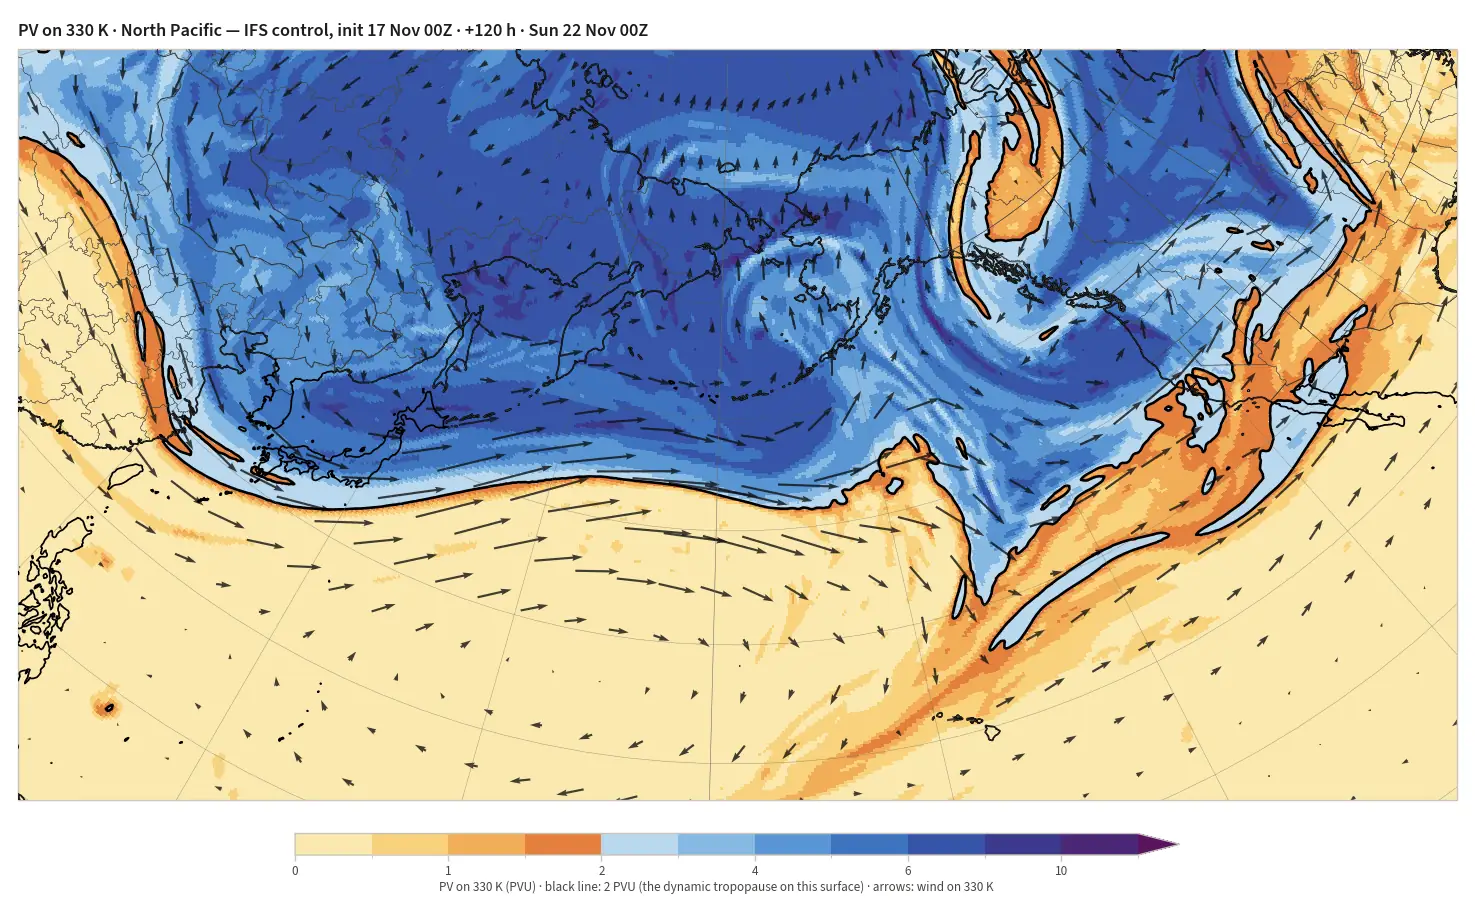 PV on 330 K · North Pacific — IFS control, init 17 Nov 00Z · +120 h · Sun 22 Nov 00Z
0 1 2 4 6 10
PV on 330 K (PVU) · black line: 2 PVU (the dynamic tropopause on this surface) · arrows: wind on 330 K